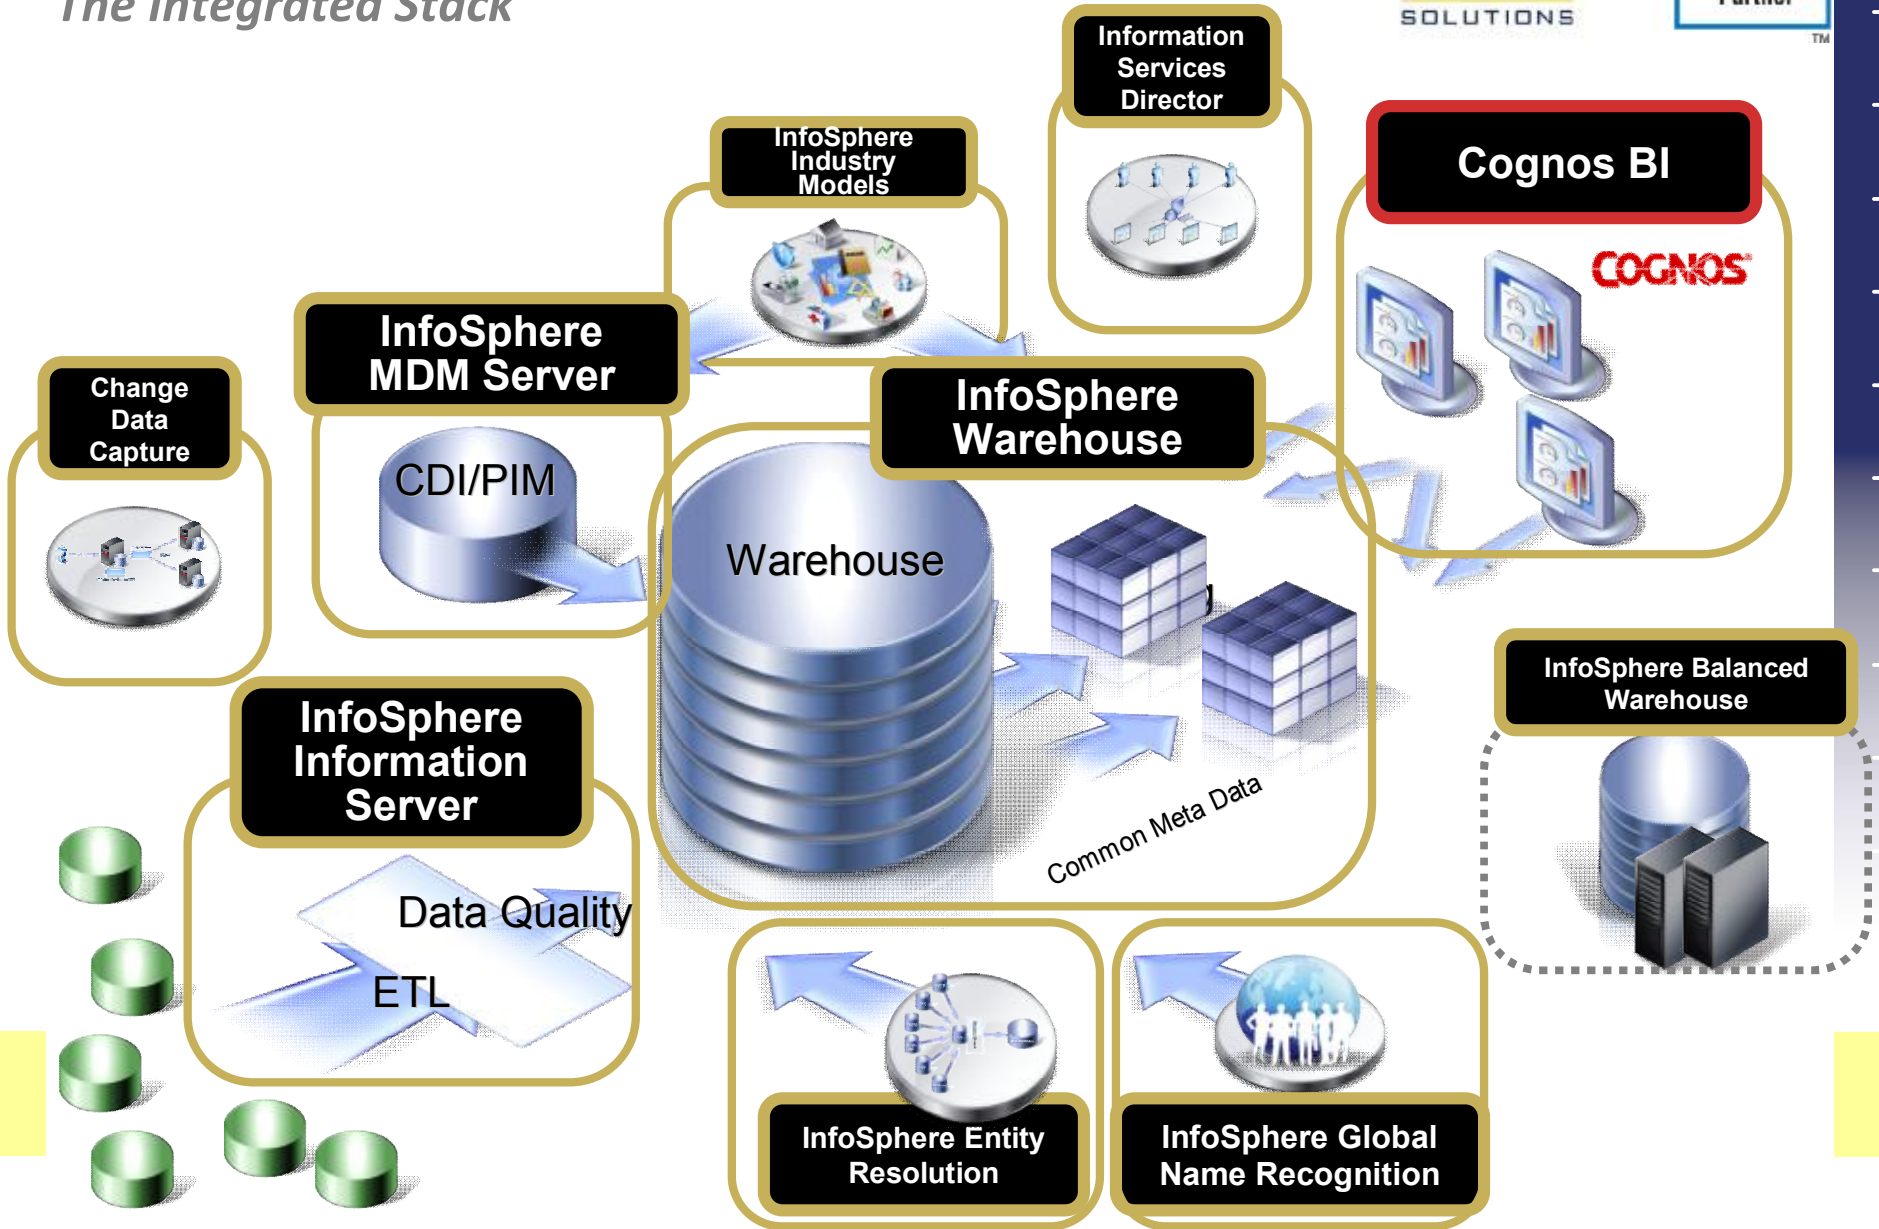 The Integrated Stack
SOLUTIONS
Partner
TM
Information
Services
Director
InfoSphere
Industry
Models
Cognos BI
COGNOS
InfoSphere
MDM Server
Change
Data
Capture
InfoSphere
Warehouse
CDI/PIM
Warehouse
InfoSphere Balanced
Warehouse
InfoSphere
Information
Server
Common Meta Data
Data Quality
ETL
InfoSphere Entity
Resolution
InfoSphere Global
Name Recognition